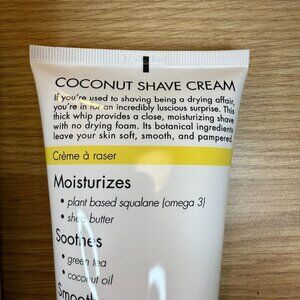 COCONUT SHAVE CREAM
If you're used to shaving being a drying affair,
you're in for an incredibly luscious surprise. This
thick whip provides a close, moisturizing shave
with no drying foam. Its botanical ingredients
leave your skin soft, smooth, and pampered.
Crème à raser
Moisturizes
• plant based squalane (omega 3)
• shea butter
Soothes
• green tea
• coconut oil
Smooth